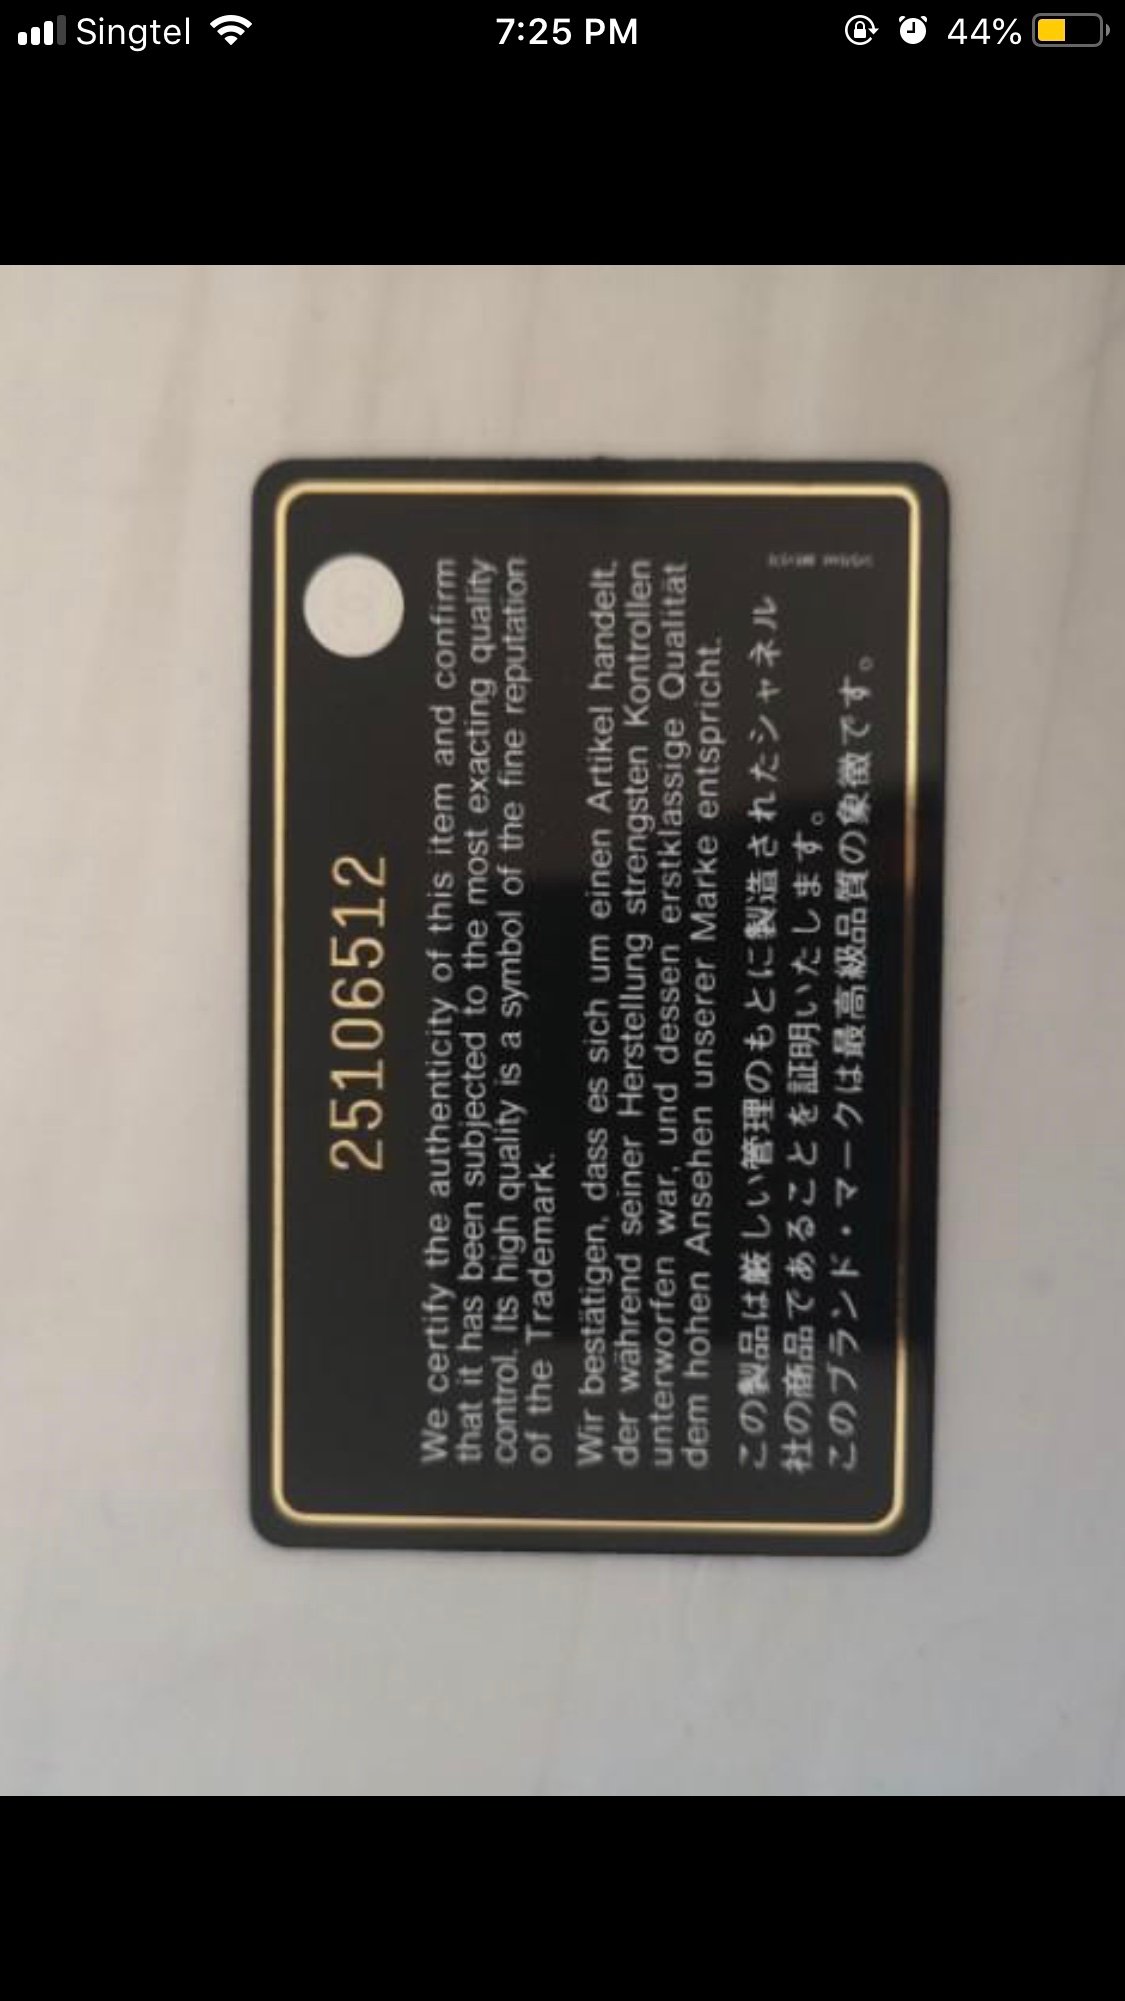 Singtel 7:25 PM 44%
25106512
We certify the authenticity of this item and confirm
that it has been subjected to the most exacting quality
control. Its high quality is a symbol of the fine reputation
of the Trademark.
Wir bestätigen, dass es sich um einen Artikel handelt,
der während seiner Herstellung strengsten Kontrollen
unterworfen war, und dessen erstklassige Qualität
dem hohen Ansehen unserer Marke entspricht.
この製品は厳しい管理のもとに製造されたシャネル
社の商品であることを証明いたします。
このブランド・マークは最高級品質の象徴です。